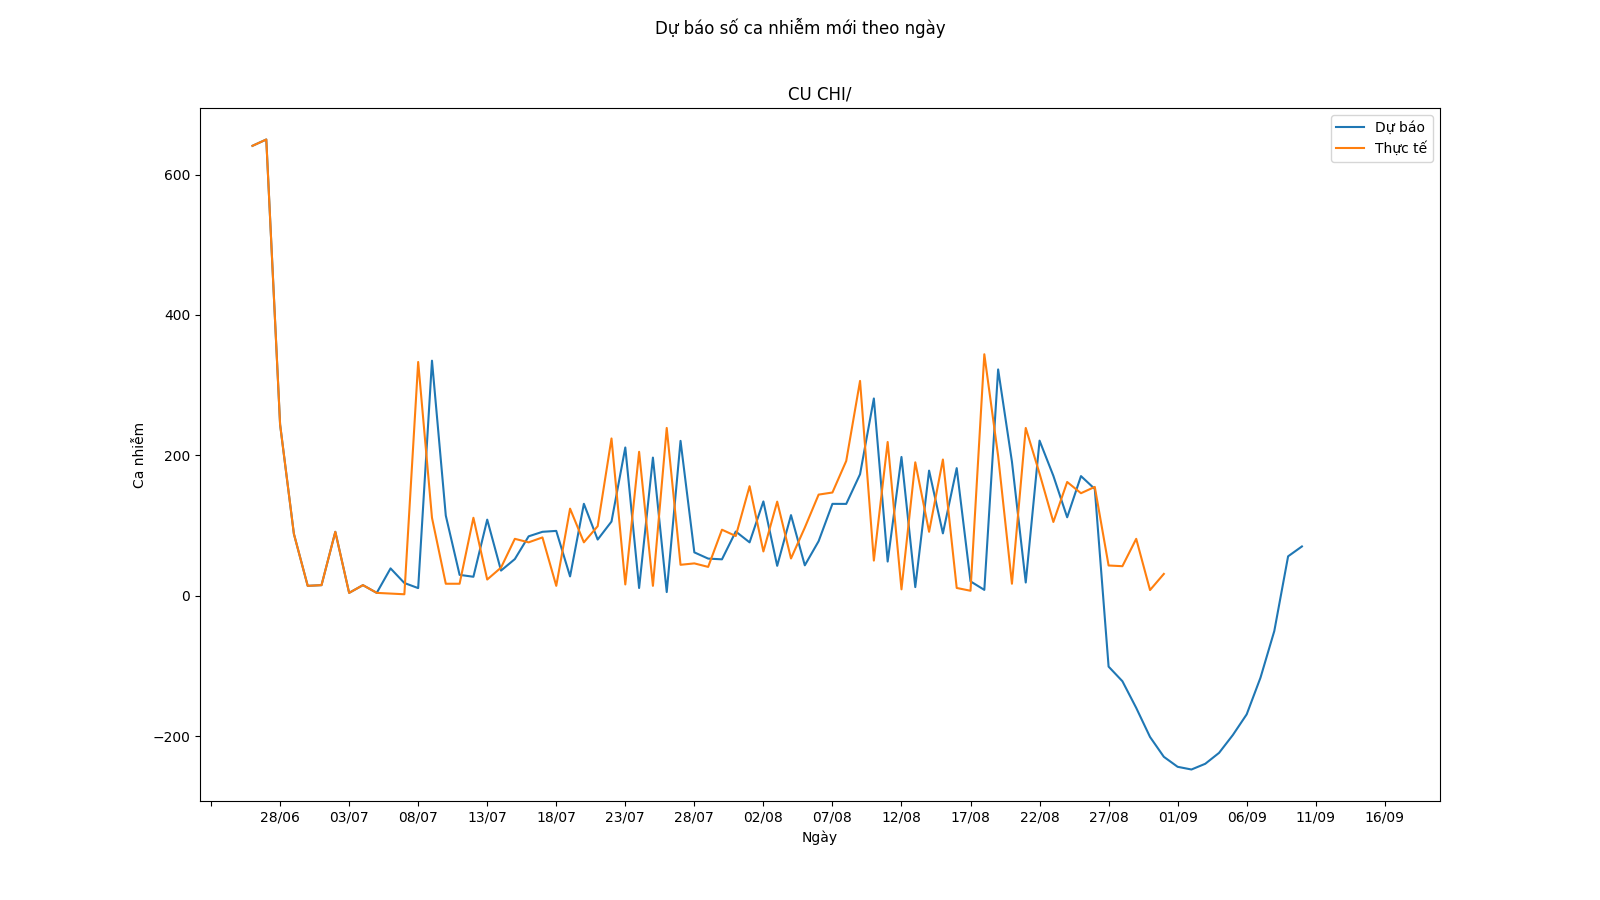 Dự báo số ca nhiễm mới theo ngày
CU CHI/
Dự báo
Thực tế
600
400
200
0
−200
Ca nhiễm
28/06 03/07 08/07 13/07 18/07 23/07 28/07 02/08 07/08 12/08 17/08 22/08 27/08 01/09 06/09 11/09 16/09
Ngày